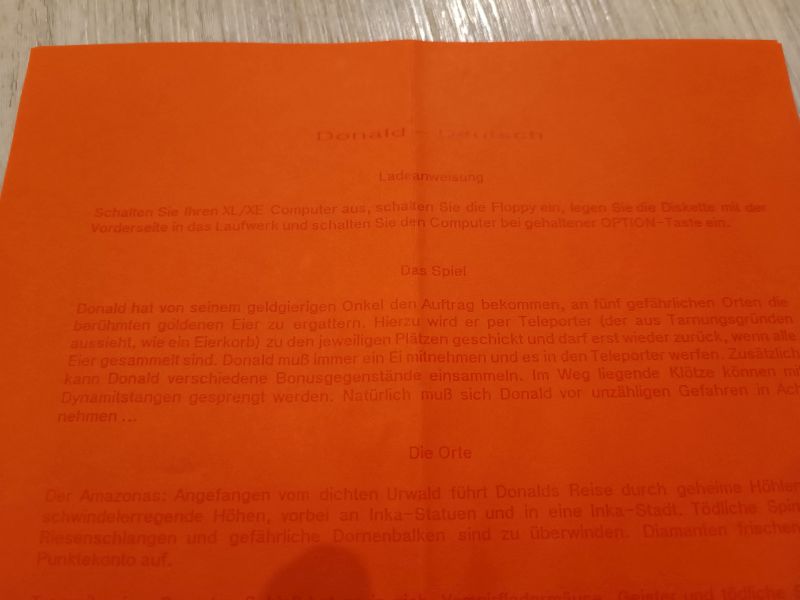 Donald - Deutsch
Ladeanweisung
Schalten Sie Ihren XL/XE Computer aus, schalten Sie die Floppy ein, legen Sie die Diskette mit der
Vorderseite in das Laufwerk und schalten Sie den Computer bei gehaltener OPTION-Taste ein.
Das Spiel
Donald hat von seinem geldgierigen Onkel den Auftrag bekommen, an fünf gefährlichen Orten die
berühmten goldenen Eier zu ergattern. Hierzu wird er per Teleporter (der aus Tarnungsgründen
aussieht, wie ein Eierkorb) zu den jeweiligen Plätzen geschickt und darf erst wieder zurück, wenn alle
Eier gesammelt sind. Donald muß immer ein Ei mitnehmen und es in den Teleporter werfen. Zusätzlich
kann Donald verschiedene Bonusgegenstände einsammeln. Im Weg liegende Klötze können mi
Dynamitstangen gesprengt werden. Natürlich muß sich Donald vor unzähligen Gefahren in Ach
nehmen ...
Die Orte
Der Amazonas: Angefangen vom dichten Urwald führt Donalds Reise durch geheime Höhlen
schwindelerregende Höhen, vorbei an Inka-Statuen und in eine Inka-Stadt. Tödliche Spin
Riesenschlangen und gefährliche Dornenbalken sind zu überwinden. Diamanten frischen
Punktekonto auf.
Vampirfledermäuse, Geister und tödliche